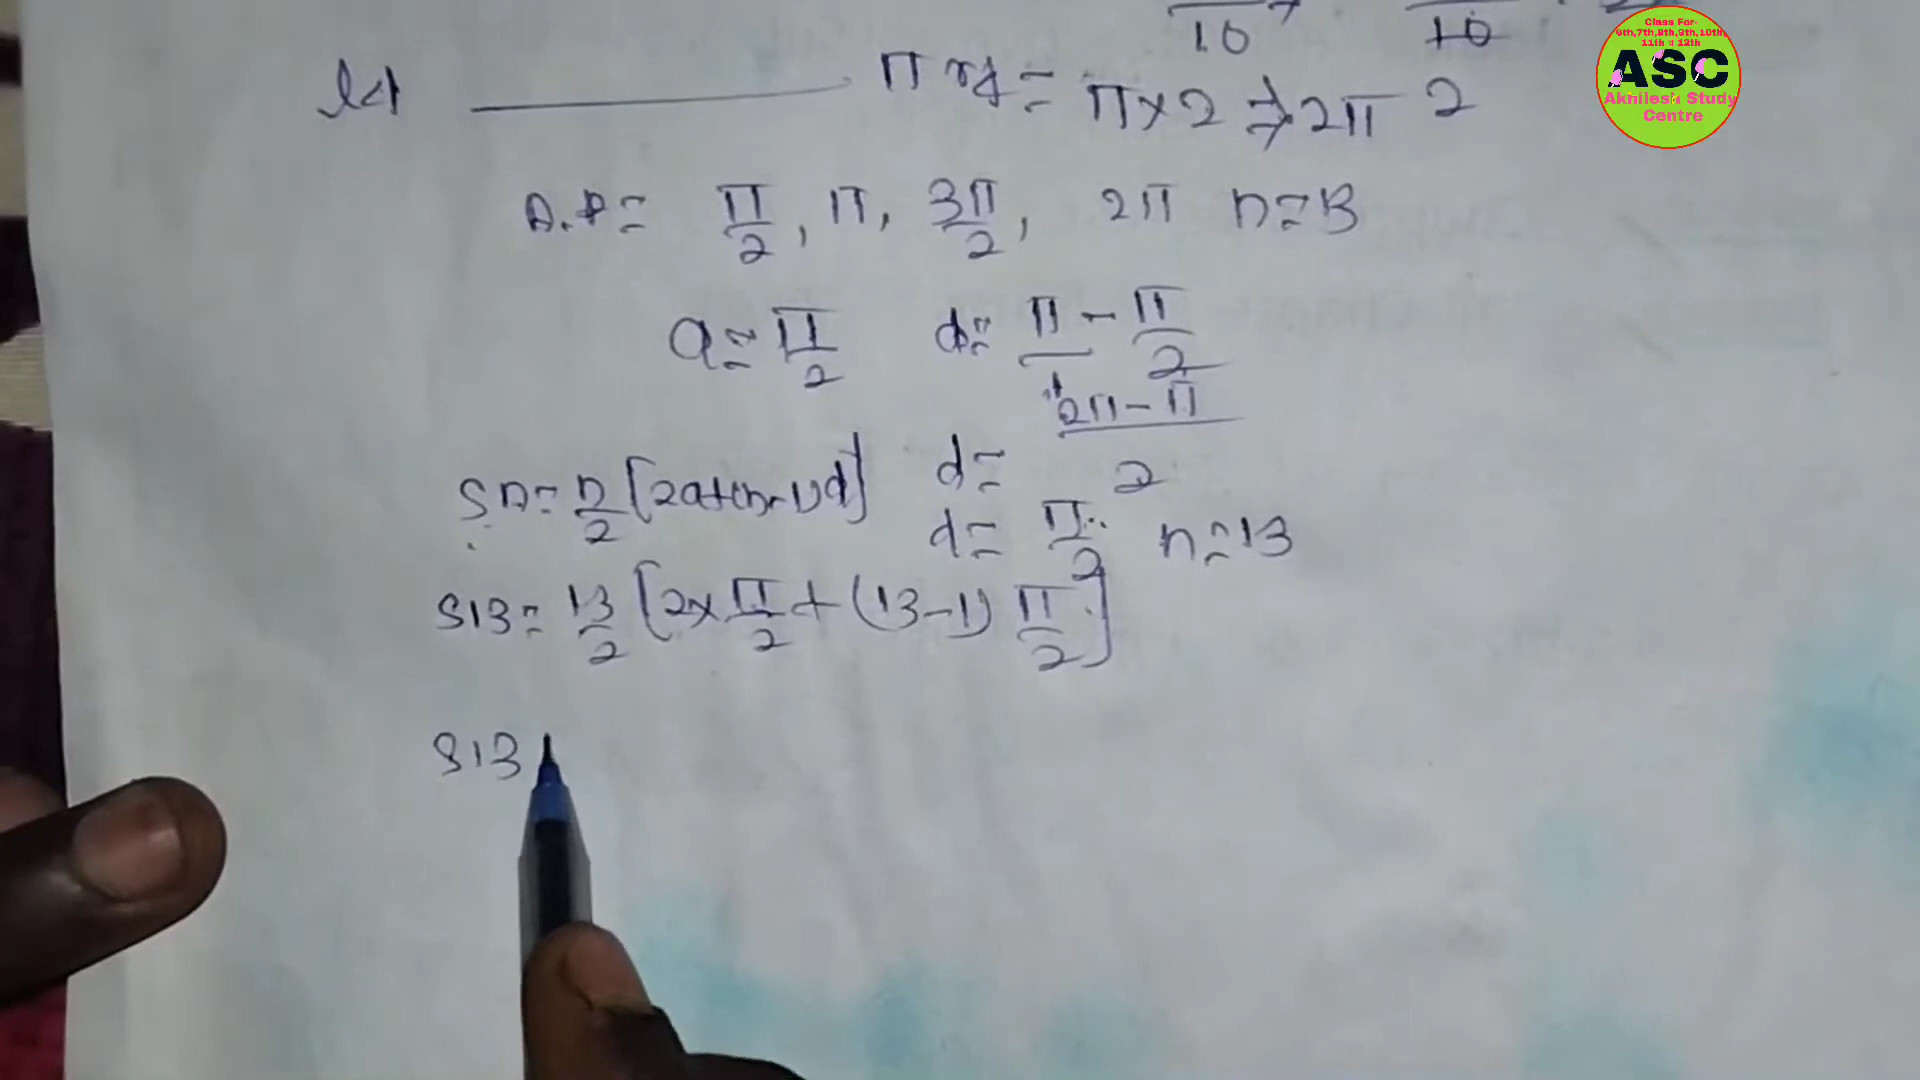 10 10
π r4 = π×2 ⇒ 2π 2
A.P = π/2, π, 3π/2, 2π n=13
a = π/2 d = π/1 - π/2
d = 2π-π/2
Sn = n/2 [2a+(n-1)d]
d = π/2 n=13
S13 = 13/2 [2×π/2 + (13-1) π/2]
S13
Class For-
6th,7th,8th,9th,10th,
11th 12th
ASC
Akhilesh Study
Centre